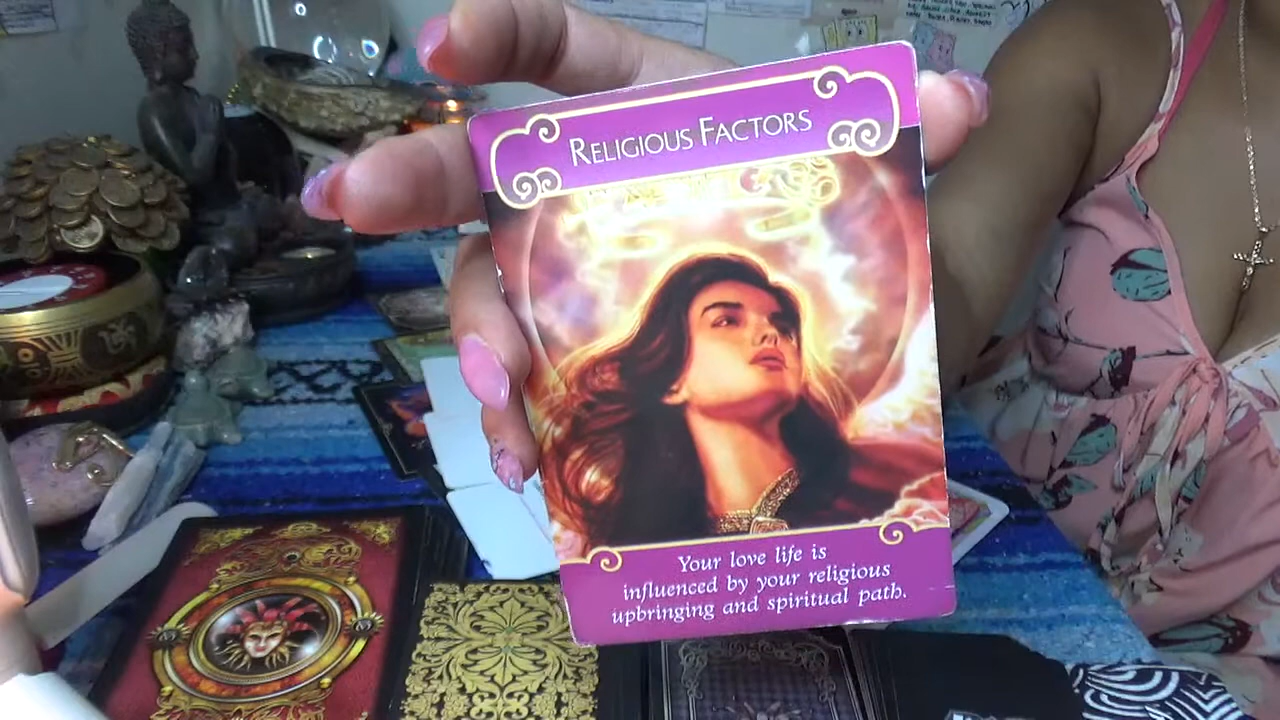 RELIGIOUS FACTORS
Your love life is
influenced by your religious
upbringing and spiritual path.